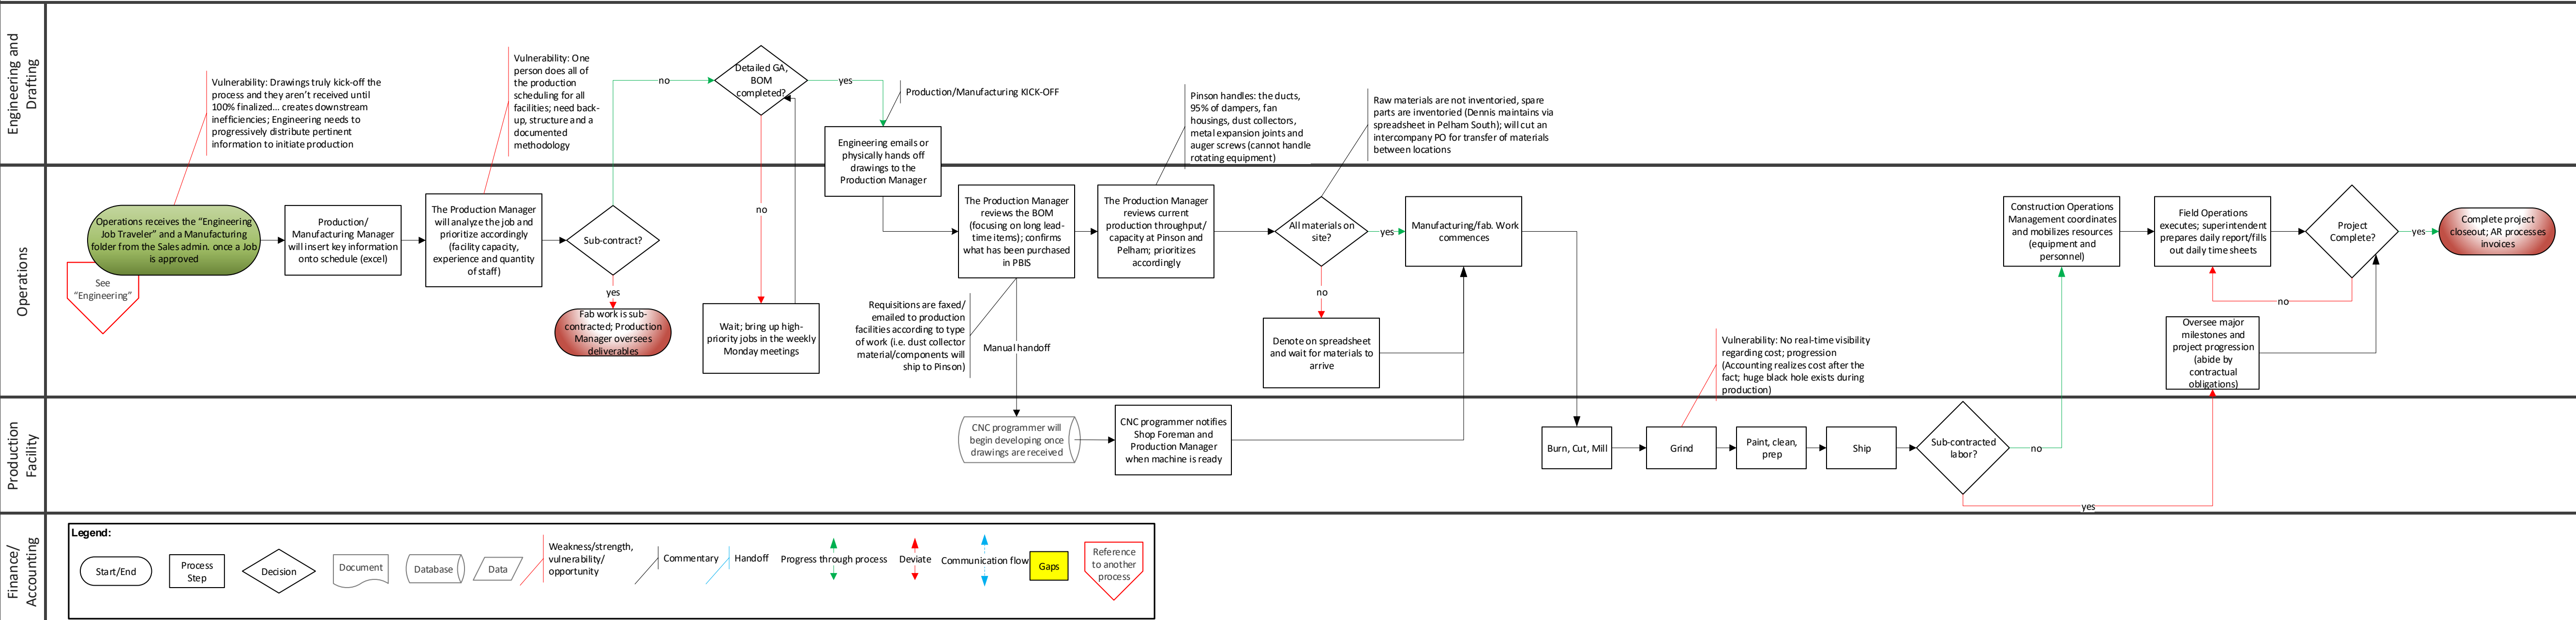 Engineering and
Drafting
Vulnerability: Drawings truly kick-off the
process and they aren't received until
100% finalized... creates downstream
inefficiencies; Engineering needs to
progressively distribute pertinent
information to initiate production
Vulnerability: One
person does all of
the production
scheduling for all
facilities; need back-
up, structure and a
documented
methodology
no
Detailed GA,
BOM
completed?
yes
Production/Manufacturing KICK-OFF
Engineering emails or
physically hands off
drawings to the
Production Manager
Pinson handles: the ducts,
95% of dampers, fan
housings, dust collectors,
metal expansion joints and
auger screws (cannot handle
rotating equipment)
Raw materials are not inventoried, spare
parts are inventoried (Dennis maintains via
spreadsheet in Pelham South); will cut an
intercompany PO for transfer of materials
between locations
Operations
Operations receives the “Engineering
Job Traveler” and a Manufacturing
folder from the Sales admin. once a Job
is approved
See
“Engineering”
Production/
Manufacturing Manager
will insert key information
onto schedule (excel)
The Production Manager
will analyze the job and
prioritize accordingly
(facility capacity,
experience and quantity
of staff)
Sub-contract?
yes
Fab work is sub-
contracted; Production
Manager oversees
deliverables
no
Wait; bring up high-
priority jobs in the weekly
Monday meetings
The Production Manager
reviews the BOM
(focusing on long lead-
time items); confirms
what has been purchased
in PBIS
Requisitions are faxed/
emailed to production
facilities according to type
of work (i.e. dust collector
material/components will
ship to Pinson)
Manual handoff
The Production Manager
reviews current
production throughput/
capacity at Pinson and
Pelham; prioritizes
accordingly
All materials on
site?
yes
no
Denote on spreadsheet
and wait for materials to
arrive
Manufacturing/fab. Work
commences
Vulnerability: No real-time visibility
regarding cost; progression
(Accounting realizes cost after the
fact; huge black hole exists during
production)
Construction Operations
Management coordinates
and mobilizes resources
(equipment and
personnel)
Field Operations
executes; superintendent
prepares daily report/fills
out daily time sheets
Project
Complete?
yes
no
Complete project
closeout; AR processes
invoices
Oversee major
milestones and
project progression
(abide by
contractual
obligations)
Production
Facility
CNC programmer will
begin developing once
drawings are received
CNC programmer notifies
Shop Foreman and
Production Manager
when machine is ready
Burn, Cut, Mill
Grind
Paint, clean,
prep
Ship
Sub-contracted
labor?
no
yes
Finance/
Accounting
Legend:
Start/End
Process
Step
Decision
Document
Database
Data
Weakness/strength,
vulnerability/
opportunity
Commentary
Handoff
Progress through process
Deviate
Communication flow
Gaps
Reference
to another
process